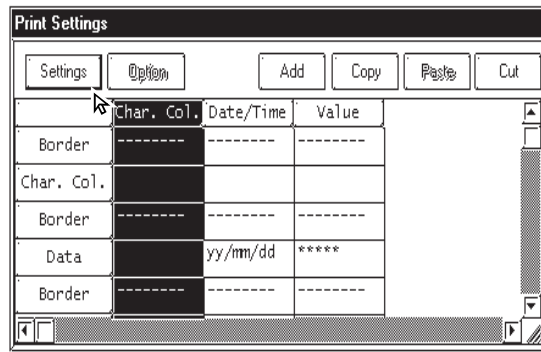 Print Settings
Settings Option Add Copy Paste Cut
Char. Col. Date/Time Value
Border -------- -------- --------
Char. Col.
Border -------- -------- --------
Data yy/mm/dd *****
Border -------- -------- --------